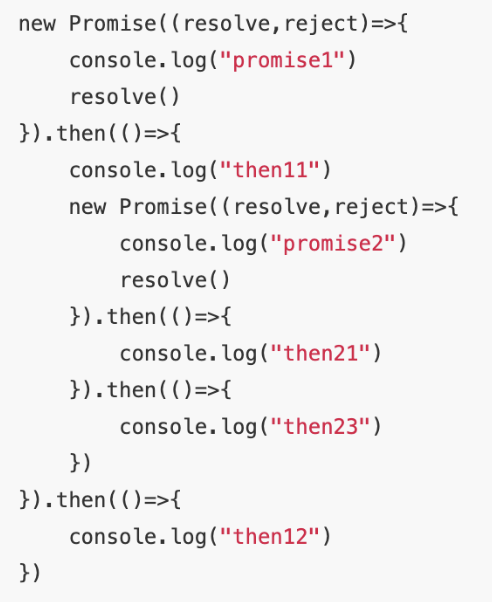 new Promise((resolve,reject)=>{
    console.log("promise1")
    resolve()
}).then(()=>{
    console.log("then11")
    new Promise((resolve,reject)=>{
        console.log("promise2")
        resolve()
    }).then(()=>{
        console.log("then21")
    }).then(()=>{
        console.log("then23")
    })
}).then(()=>{
    console.log("then12")
})